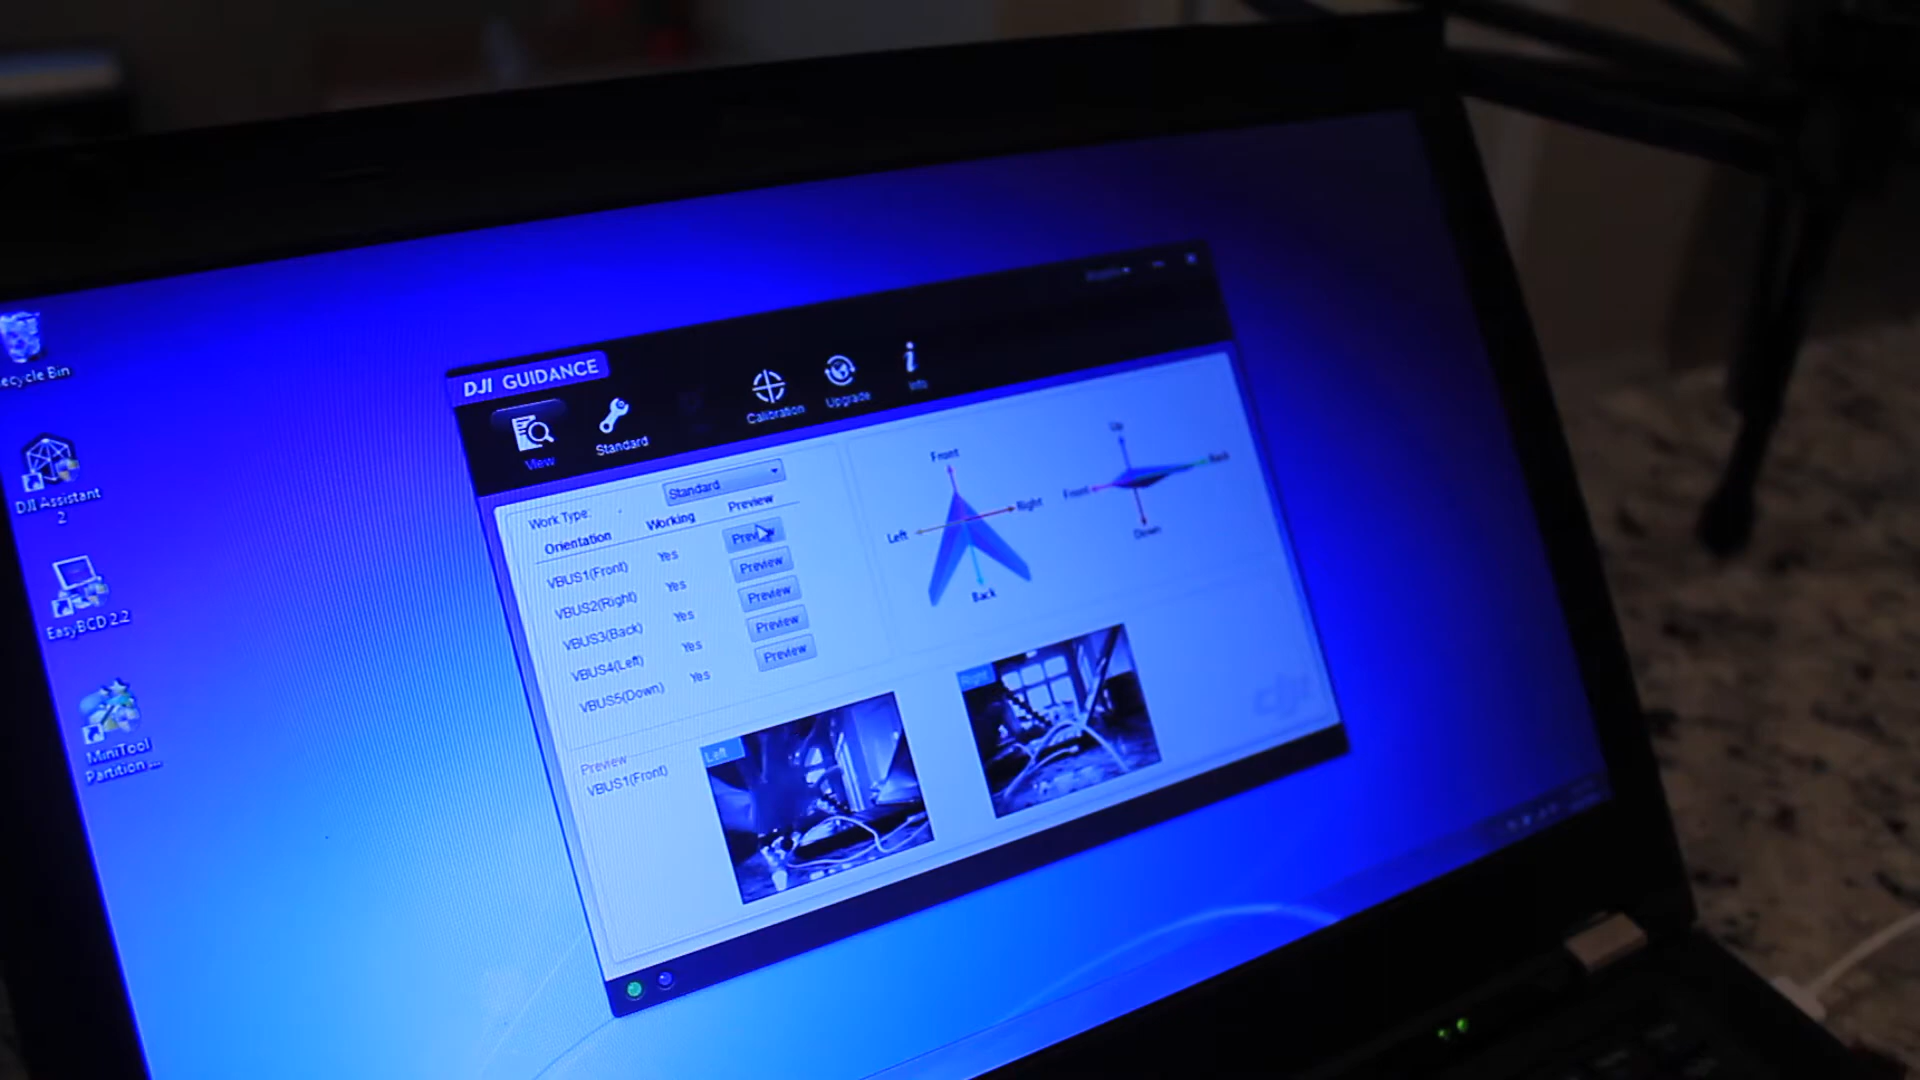 ecycle Bin
DJI Assistant
2
EasyBCD 2.2
MiniTool
Partition ...
DJI GUIDANCE
View
Standard
Calibration
Upgrade
Info
Work Type:
Standard
Orientation Working Preview
VBUS1(Front) Yes Preview
VBUS2(Right) Yes Preview
VBUS3(Back) Yes Preview
VBUS4(Left) Yes Preview
VBUS5(Down) Yes Preview
Front
Left
Right
Back
Up
Front
Back
Down
Preview
VBUS1(Front)
Left
Right
dji